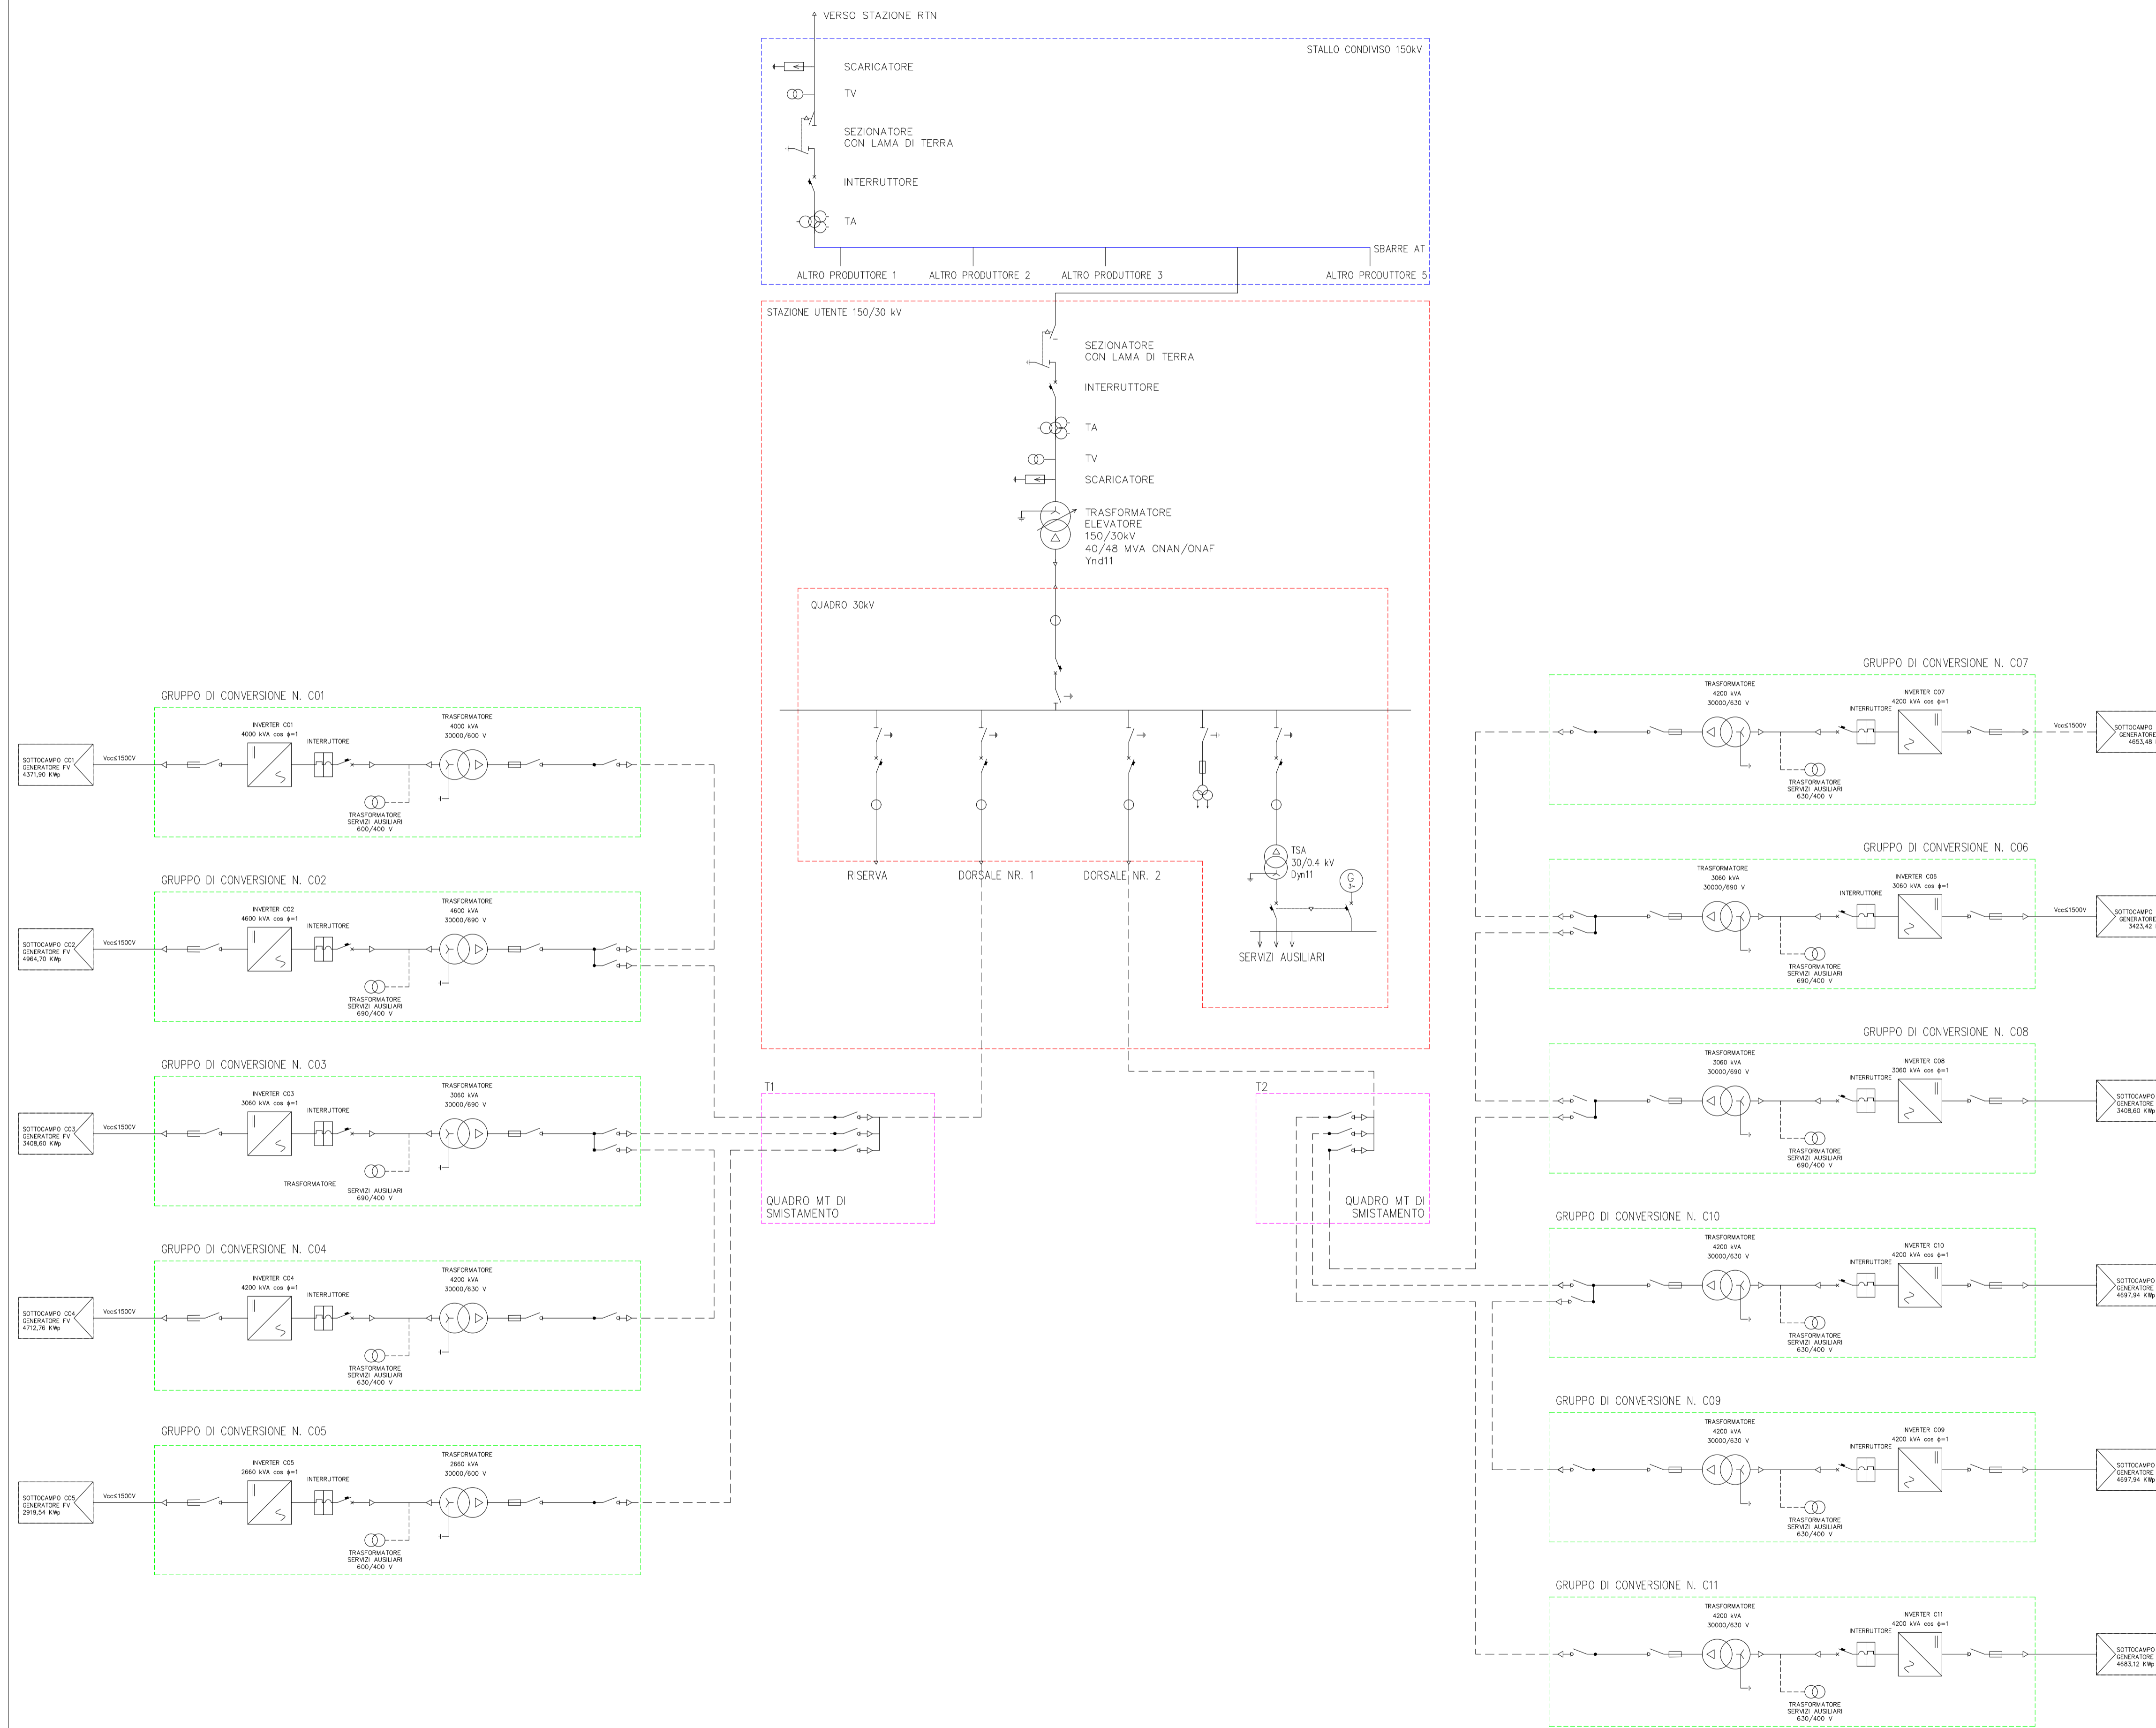 VERSO STAZIONE RTN
STALLO CONDIVISO 150kV
SCARICATORE
TV
SEZIONATORE
CON LAMA DI TERRA
INTERRUTTORE
TA
SBARRE AT
ALTRO PRODUTTORE 1
ALTRO PRODUTTORE 2
ALTRO PRODUTTORE 3
ALTRO PRODUTTORE 5
STAZIONE UTENTE 150/30 kV
SEZIONATORE
CON LAMA DI TERRA
INTERRUTTORE
TA
TV
SCARICATORE
TRASFORMATORE
ELEVATORE
150/30kV
40/48 MVA ONAN/ONAF
Ynd11
QUADRO 30kV
RISERVA
DORSALE NR. 1
DORSALE NR. 2
TSA
30/0.4 kV
Dyn11
G
3~
SERVIZI AUSILIARI
T1
QUADRO MT DI
SMISTAMENTO
T2
QUADRO MT DI
SMISTAMENTO
GRUPPO DI CONVERSIONE N. C01
SOTTOCAMPO C01
GENERATORE FV
4371,90 KWp
Vcc≤1500V
INVERTER C01
4000 kVA cos ϕ=1
INTERRUTTORE
TRASFORMATORE
4000 kVA
30000/600 V
TRASFORMATORE
SERVIZI AUSILIARI
600/400 V
GRUPPO DI CONVERSIONE N. C02
SOTTOCAMPO C02
GENERATORE FV
4964,70 KWp
Vcc≤1500V
INVERTER C02
4600 kVA cos ϕ=1
INTERRUTTORE
TRASFORMATORE
4600 kVA
30000/690 V
TRASFORMATORE
SERVIZI AUSILIARI
690/400 V
GRUPPO DI CONVERSIONE N. C03
SOTTOCAMPO C03
GENERATORE FV
3408,60 KWp
Vcc≤1500V
INVERTER C03
3060 kVA cos ϕ=1
INTERRUTTORE
TRASFORMATORE
3060 kVA
30000/690 V
TRASFORMATORE
SERVIZI AUSILIARI
690/400 V
GRUPPO DI CONVERSIONE N. C04
SOTTOCAMPO C04
GENERATORE FV
4712,76 KWp
Vcc≤1500V
INVERTER C04
4200 kVA cos ϕ=1
INTERRUTTORE
TRASFORMATORE
4200 kVA
30000/630 V
TRASFORMATORE
SERVIZI AUSILIARI
630/400 V
GRUPPO DI CONVERSIONE N. C05
SOTTOCAMPO C05
GENERATORE FV
2919,54 KWp
Vcc≤1500V
INVERTER C05
2660 kVA cos ϕ=1
INTERRUTTORE
TRASFORMATORE
2660 kVA
30000/600 V
TRASFORMATORE
SERVIZI AUSILIARI
600/400 V
GRUPPO DI CONVERSIONE N. C07
TRASFORMATORE
4200 kVA
30000/630 V
INTERRUTTORE
INVERTER C07
4200 kVA cos ϕ=1
TRASFORMATORE
SERVIZI AUSILIARI
630/400 V
Vcc≤1500V
SOTTOCAMPO
GENERATORE
4653,48
GRUPPO DI CONVERSIONE N. C06
TRASFORMATORE
3060 kVA
30000/690 V
INTERRUTTORE
INVERTER C06
3060 kVA cos ϕ=1
TRASFORMATORE
SERVIZI AUSILIARI
690/400 V
Vcc≤1500V
SOTTOCAMPO
GENERATORE
3423,42
GRUPPO DI CONVERSIONE N. C08
TRASFORMATORE
3060 kVA
30000/690 V
INTERRUTTORE
INVERTER C08
3060 kVA cos ϕ=1
TRASFORMATORE
SERVIZI AUSILIARI
690/400 V
SOTTOCAMPO
GENERATORE
3408,60 KWp
GRUPPO DI CONVERSIONE N. C10
TRASFORMATORE
4200 kVA
30000/630 V
INTERRUTTORE
INVERTER C10
4200 kVA cos ϕ=1
TRASFORMATORE
SERVIZI AUSILIARI
630/400 V
SOTTOCAMPO
GENERATORE
4697,94 KWp
GRUPPO DI CONVERSIONE N. C09
TRASFORMATORE
4200 kVA
30000/630 V
INTERRUTTORE
INVERTER C09
4200 kVA cos ϕ=1
TRASFORMATORE
SERVIZI AUSILIARI
630/400 V
SOTTOCAMPO
GENERATORE
4697,94 KWp
GRUPPO DI CONVERSIONE N. C11
TRASFORMATORE
4200 kVA
30000/630 V
INTERRUTTORE
INVERTER C11
4200 kVA cos ϕ=1
TRASFORMATORE
SERVIZI AUSILIARI
630/400 V
SOTTOCAMPO
GENERATORE
4683,12 KWp